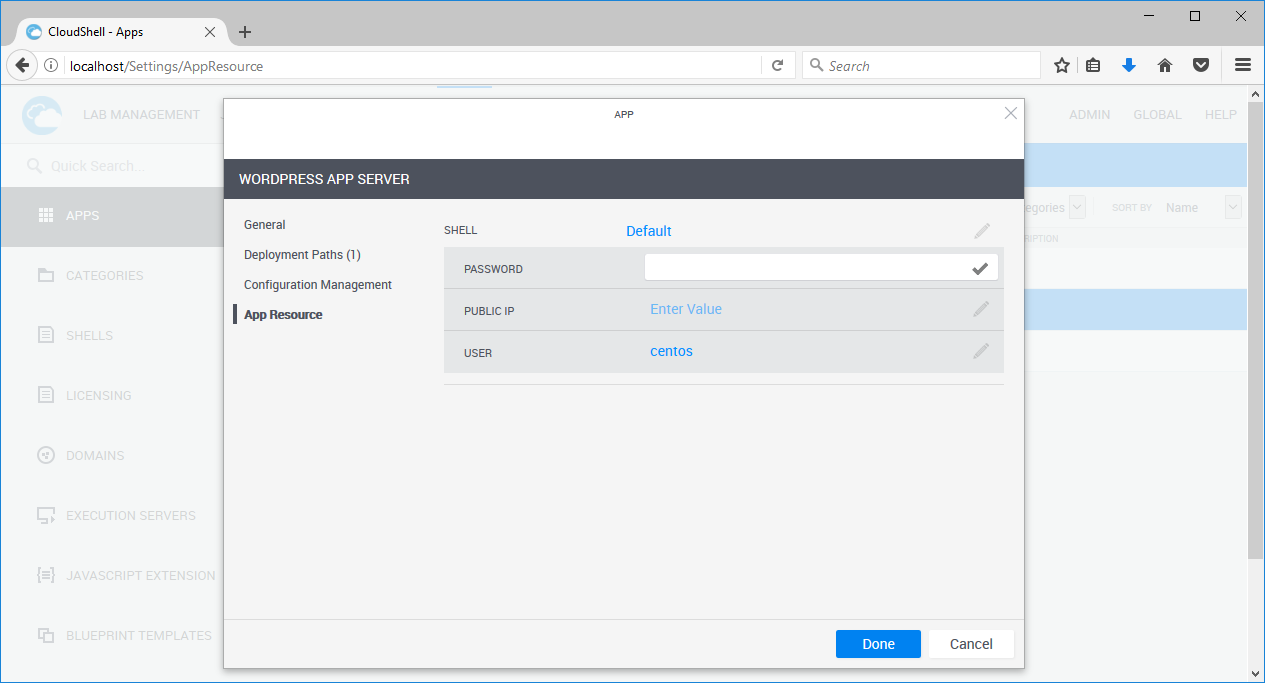 CloudShell - Apps
localhost/Settings/AppResource
Search
LAB MANAGEMENT
ADMIN GLOBAL HELP
APP
Quick Search...
WORDPRESS APP SERVER
APPS
CATEGORIES
SHELLS
LICENSING
DOMAINS
EXECUTION SERVERS
JAVASCRIPT EXTENSION
BLUEPRINT TEMPLATES
General
Deployment Paths (1)
Configuration Management
App Resource
SHELL Default
PASSWORD
PUBLIC IP Enter Value
USER centos
egories SORT BY Name
RIPTION
Done Cancel